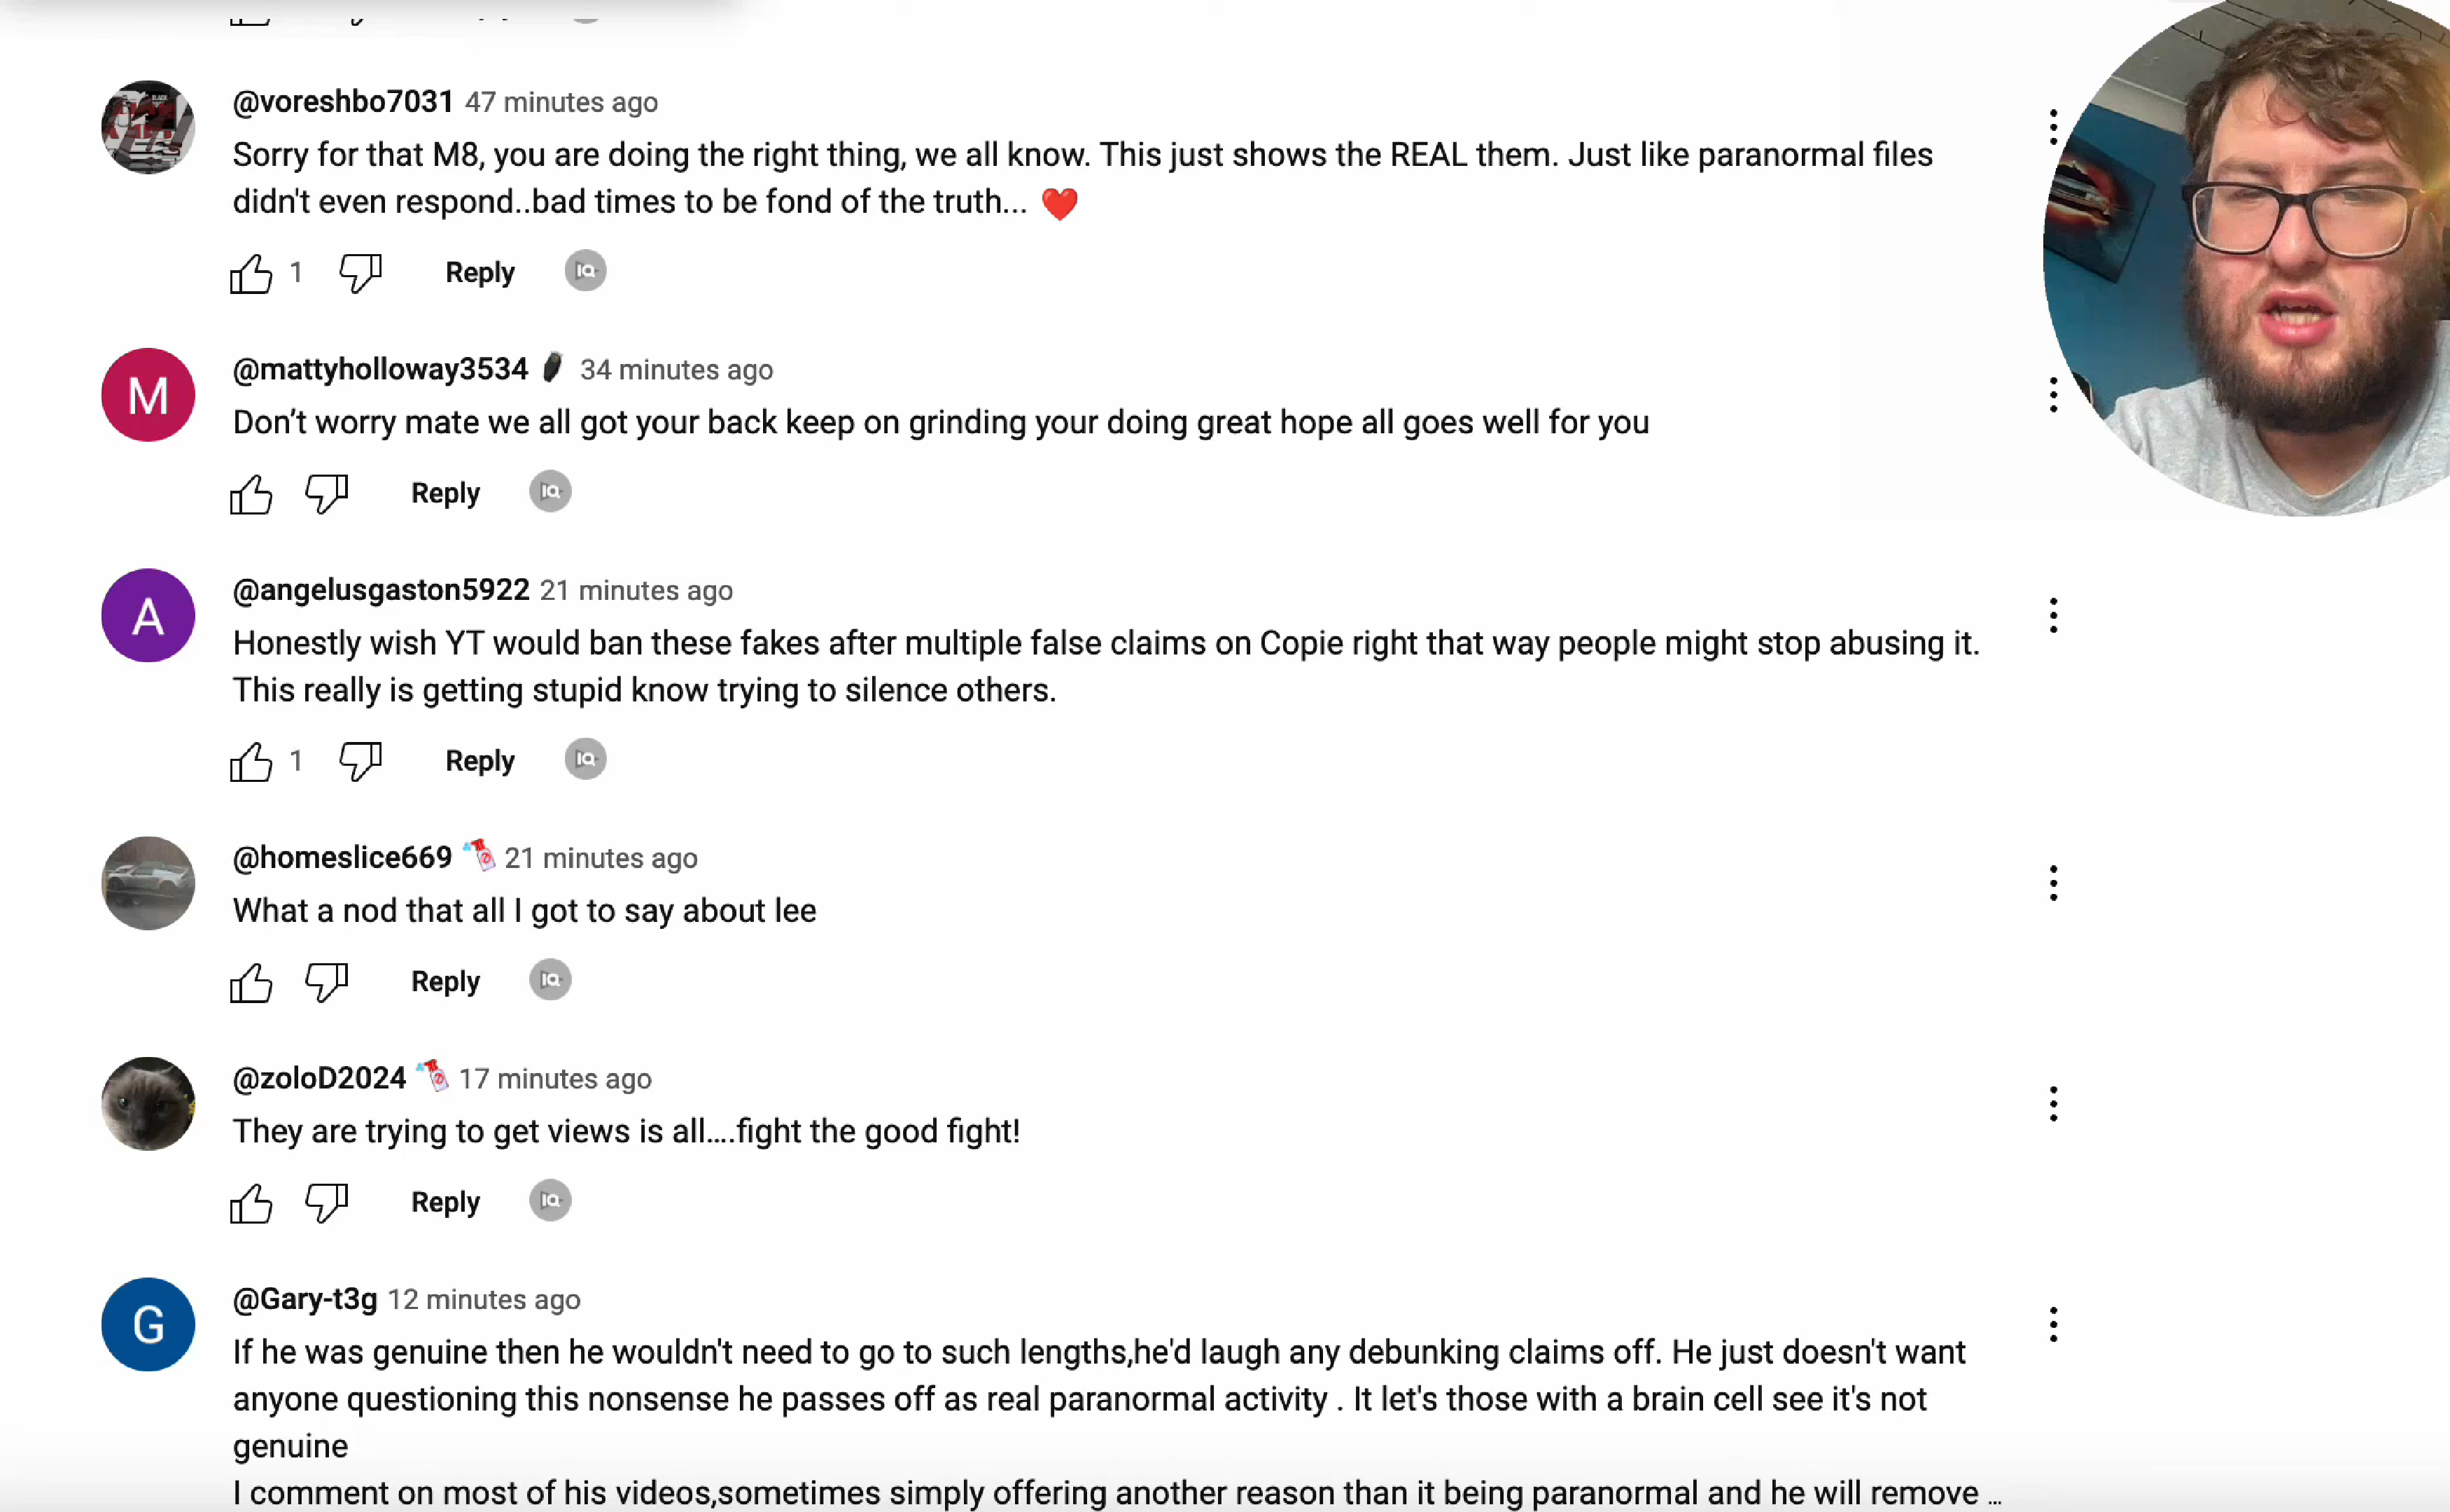 @voreshbo7031 47 minutes ago
Sorry for that M8, you are doing the right thing, we all know. This just shows the REAL them. Just like paranormal files
didn't even respond..bad times to be fond of the truth... ❤️
1 Reply IQ
M
@mattyholloway3534 34 minutes ago
Don’t worry mate we all got your back keep on grinding your doing great hope all goes well for you
Reply IQ
A
@angelusgaston5922 21 minutes ago
Honestly wish YT would ban these fakes after multiple false claims on Copie right that way people might stop abusing it.
This really is getting stupid know trying to silence others.
1 Reply IQ
@homeslice669 21 minutes ago
What a nod that all I got to say about lee
Reply IQ
@zoloD2024 17 minutes ago
They are trying to get views is all....fight the good fight!
Reply IQ
G
@Gary-t3g 12 minutes ago
If he was genuine then he wouldn't need to go to such lengths,he'd laugh any debunking claims off. He just doesn't want
anyone questioning this nonsense he passes off as real paranormal activity . It let's those with a brain cell see it's not
genuine
I comment on most of his videos,sometimes simply offering another reason than it being paranormal and he will remove ...